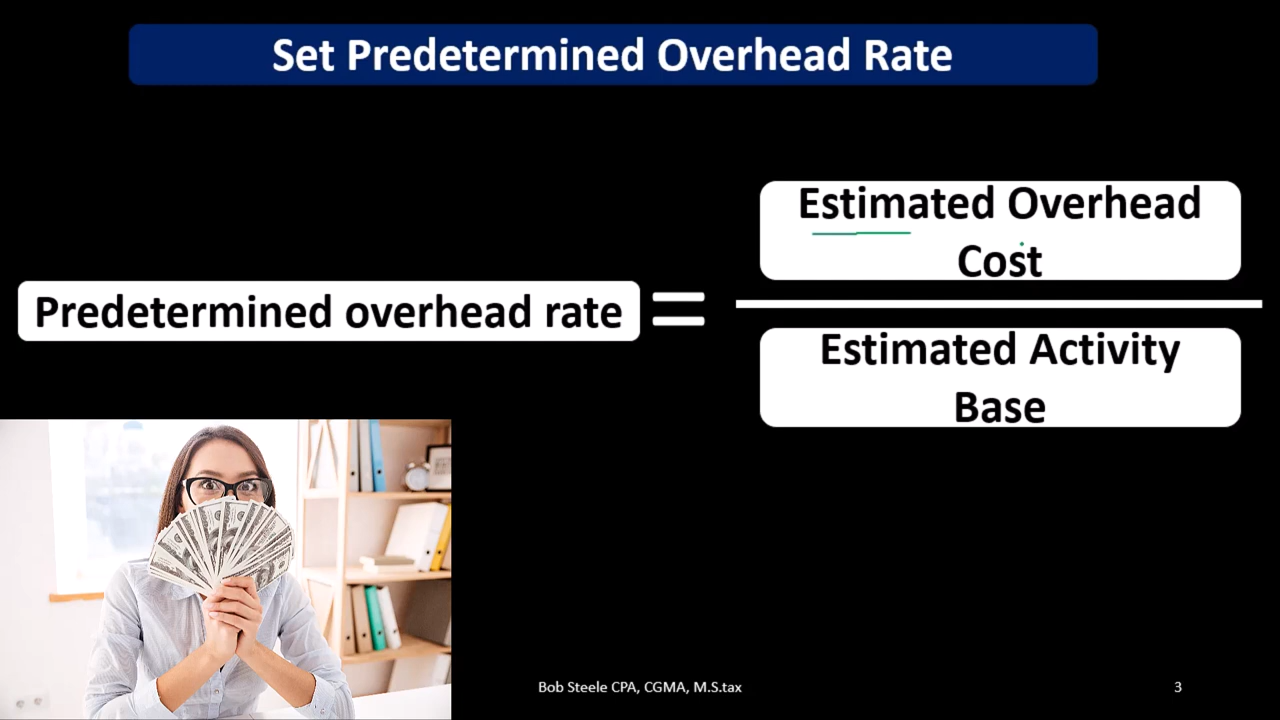 Set Predetermined Overhead Rate
Predetermined overhead rate
=
Estimated Overhead
Cost
Estimated Activity
Base
Bob Steele CPA, CGMA, M.S.tax
3